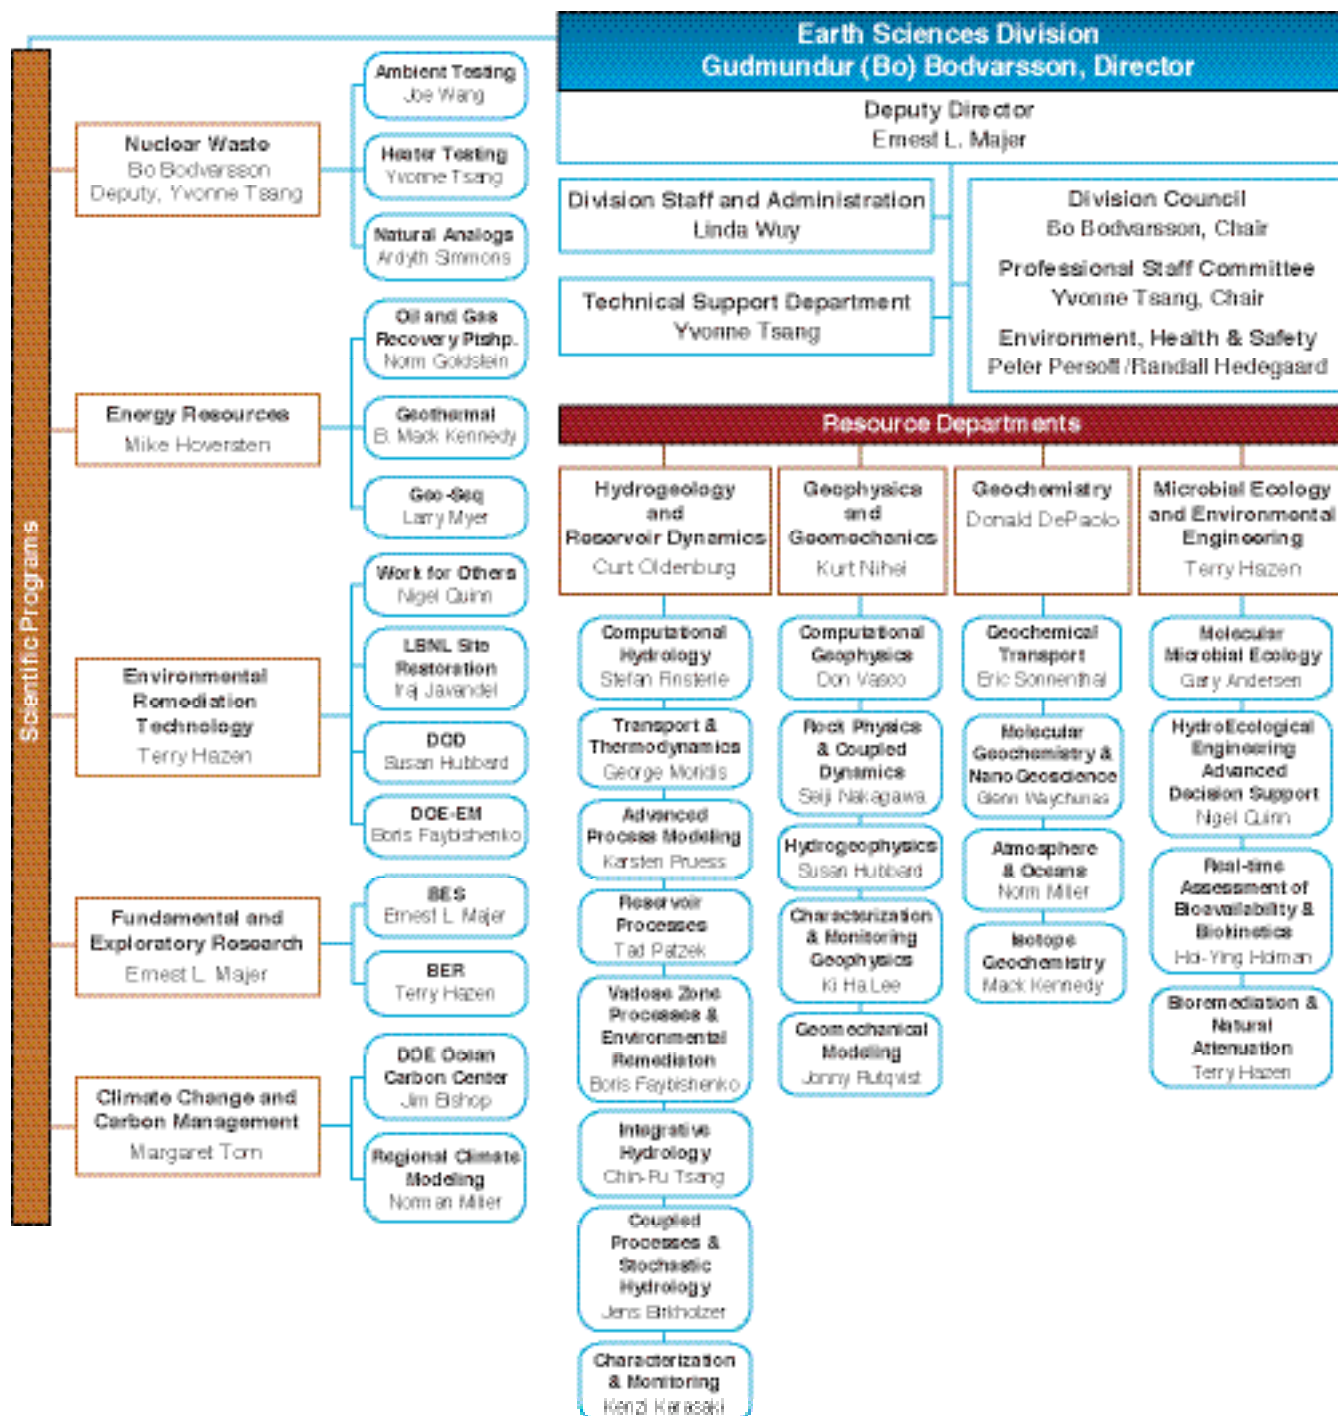 Earth Sciences Division
Gudmundur (Bo) Bodvarsson, Director
Deputy Director
Ernest L. Majer
Division Staff and Administration
Linda Wuy
Technical Support Department
Yvonne Tsang
Division Council
Bo Bodvarsson, Chair
Professional Staff Committee
Yvonne Tsang, Chair
Environment, Health & Safety
Peter Persoff/Randall Hedegaard
Scientific Programs
Nuclear Waste
Bo Bodvarsson
Deputy, Yvonne Tsang
Ambient Testing
Joe Wang
Heater Testing
Yvonne Tsang
Natural Analogs
Ardyth Simmons
Energy Resources
Mike Hoversten
Oil and Gas
Recovery Ptshp.
Norm Goldstein
Geothermal
B. Mack Kennedy
Geo-Seq
Larry Myer
Environmental
Remediation
Technology
Terry Hazen
Work for Others
Nigel Quinn
LBNL Site
Restoration
Iraj Javandel
DOD
Susan Hubbard
DOE-EM
Boris Faybishenko
Fundamental and
Exploratory Research
Ernest L. Majer
BES
Ernest L. Majer
BER
Terry Hazen
Climate Change and
Carbon Management
Margaret Torn
DOE Ocean
Carbon Center
Jim Bishop
Regional Climate
Modeling
Norman Miller
Resource Departments
Hydrogeology
and
Reservoir Dynamics
Curt Oldenburg
Computational
Hydrology
Stefan Finsterle
Transport &
Thermodynamics
George Moridis
Advanced
Process Modeling
Karsten Pruess
Reservoir
Processes
Tad Patzek
Vadose Zone
Processes &
Environmental
Remediaton
Boris Faybishenko
Integrative
Hydrology
Chin-Fu Tsang
Coupled
Processes &
Stochastic
Hydrology
Jens Birkholzer
Characterization
& Monitoring
Kenzi Karasaki
Geophysics
and
Geomechanics
Kurt Nihei
Computational
Geophysics
Don Vasco
Rock Physics
& Coupled
Dynamics
Seiji Nakagawa
Hydrogeophysics
Susan Hubbard
Characterization
& Monitoring
Geophysics
Ki Ha Lee
Geomechanical
Modeling
Jonny Rutqvist
Geochemistry
Donald DePaolo
Geochemical
Transport
Eric Sonnenthal
Molecular
Geochemistry &
NanoGeoscience
Glenn Waychunas
Atmosphere
& Oceans
Norm Miller
Isotope
Geochemistry
Mack Kennedy
Microbial Ecology
and Environmental
Engineering
Terry Hazen
Molecular
Microbial Ecology
Gary Andersen
HydroEcological
Engineering
Advanced
Decision Support
Nigel Quinn
Real-time
Assessment of
Bioavailability &
Biokinetics
Hoi-Ying Holman
Bioremediation &
Natural
Attenuation
Terry Hazen